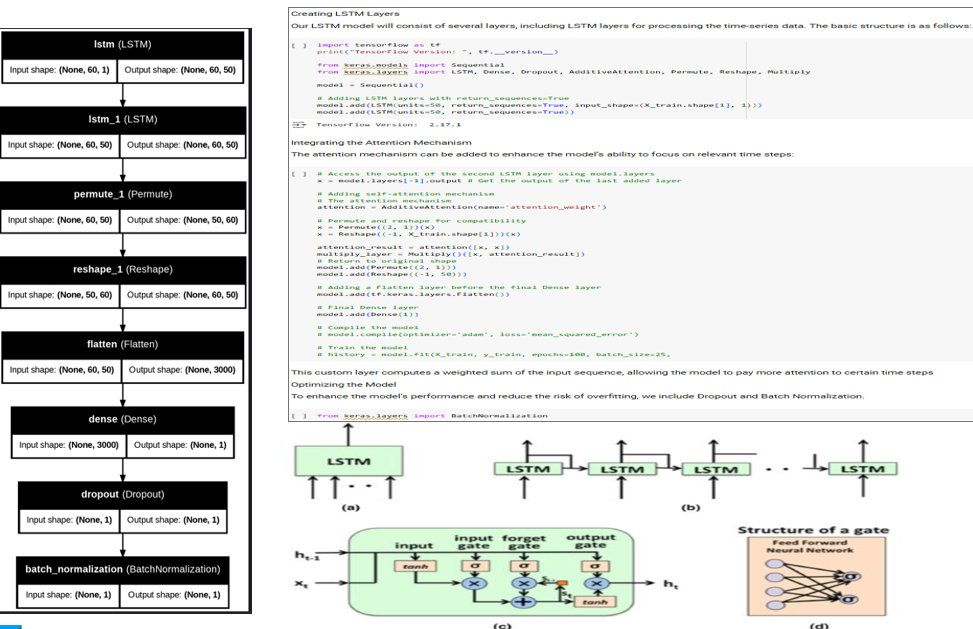 lstm (LSTM)
Input shape: (None, 60, 1) Output shape: (None, 60, 50)
lstm_1 (LSTM)
Input shape: (None, 60, 50) Output shape: (None, 60, 50)
permute_1 (Permute)
Input shape: (None, 60, 50) Output shape: (None, 50, 60)
reshape_1 (Reshape)
Input shape: (None, 50, 60) Output shape: (None, 60, 50)
flatten (Flatten)
Input shape: (None, 60, 50) Output shape: (None, 3000)
dense (Dense)
Input shape: (None, 3000) Output shape: (None, 1)
dropout (Dropout)
Input shape: (None, 1) Output shape: (None, 1)
batch_normalization (BatchNormalization)
Input shape: (None, 1) Output shape: (None, 1)
Creating LSTM Layers
Our LSTM model will consist of several layers, including LSTM layers for processing the time-series data. The basic structure is as follows:
[ ] import tensorflow as tf
print("TensorFlow Version: ", tf.__version__)
from keras.models import Sequential
from keras.layers import LSTM, Dense, Dropout, AdditiveAttention, Permute, Reshape, Multiply
model = Sequential()
# Adding LSTM layers with return_sequences=True
model.add(LSTM(units=50, return_sequences=True, input_shape=(X_train.shape[1], 1)))
model.add(LSTM(units=50, return_sequences=True))
TensorFlow Version: 2.17.1
Integrating the Attention Mechanism
The attention mechanism can be added to enhance the model's ability to focus on relevant time steps:
[ ] # Access the output of the second LSTM layer using model.layers
x = model.layers[-1].output # Get the output of the last added layer
# Adding self-attention mechanism
# The attention mechanism
attention = AdditiveAttention(name='attention_weight')
# Permute and reshape for compatibility
x = Permute((2, 1))(x)
x = Reshape((-1, X_train.shape[1]))(x)
attention_result = attention([x, x])
multiply_layer = Multiply()([x, attention_result])
# Return to original shape
model.add(Permute((2, 1)))
model.add(Reshape((-1, 50)))
# Adding a Flatten layer before the final Dense layer
model.add(tf.keras.layers.Flatten())
# Final Dense layer
model.add(Dense(1))
# Compile the model
# model.compile(optimizer='adam', loss='mean_squared_error')
# Train the model
# history = model.fit(X_train, y_train, epochs=100, batch_size=25,
This custom layer computes a weighted sum of the input sequence, allowing the model to pay more attention to certain time steps
Optimizing the Model
To enhance the model's performance and reduce the risk of overfitting, we include Dropout and Batch Normalization.
[ ] from keras.layers import BatchNormalization
LSTM
(a)
LSTM LSTM LSTM LSTM
(b)
input input gate forget gate output gate
h t-1
tanh σ σ σ
x t
h t
s t
tanh
(c)
Structure of a gate
Feed Forward
Neural Network
σ
σ
(d)